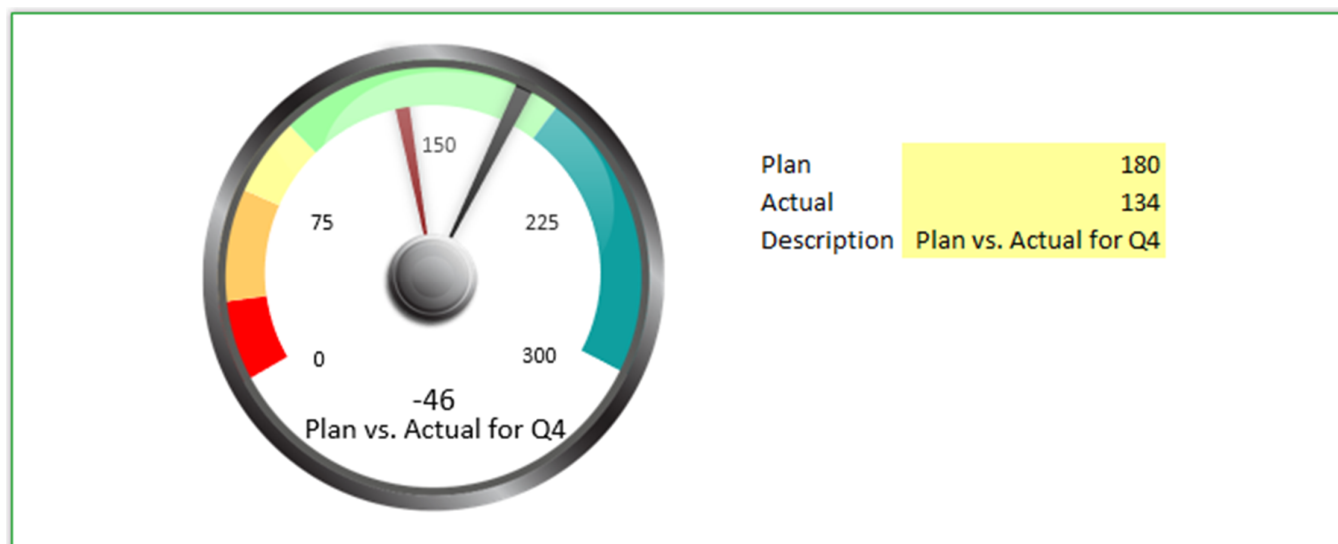 150
75
225
0
300
-46
Plan vs. Actual for Q4
Plan 180
Actual 134
Description Plan vs. Actual for Q4